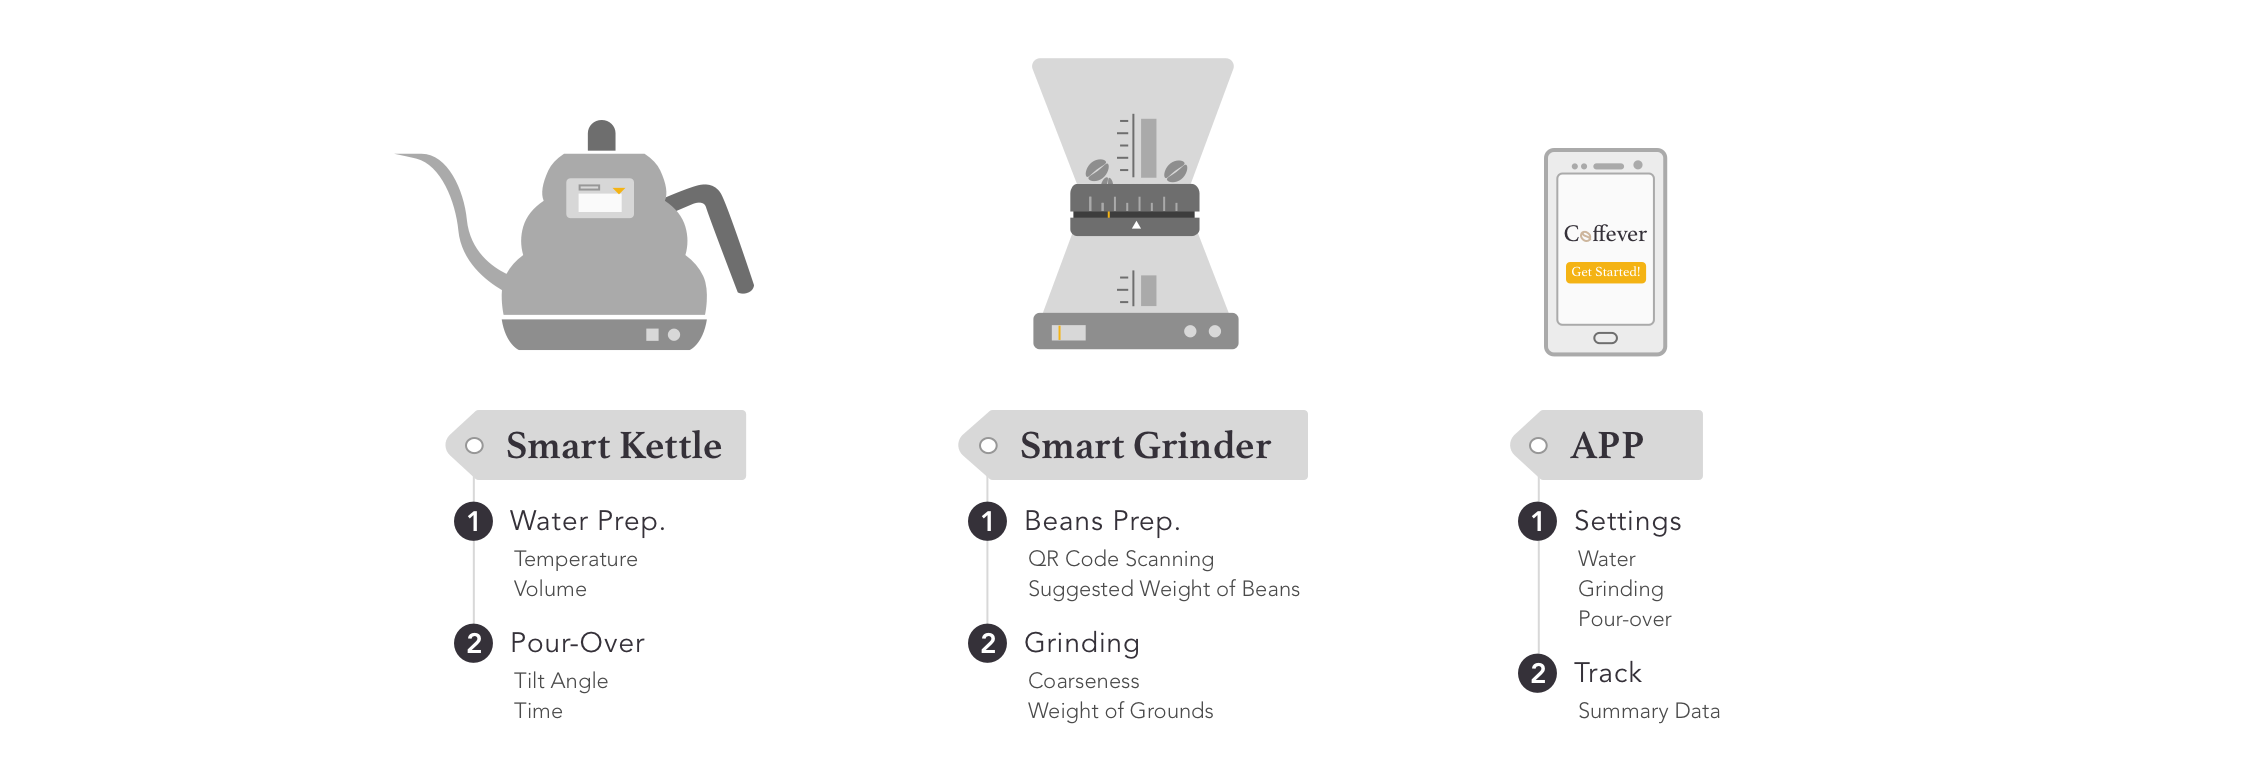 Coffever
Get Started!
Smart Kettle
1 Water Prep.
Temperature
Volume
2 Pour-Over
Tilt Angle
Time
Smart Grinder
1 Beans Prep.
QR Code Scanning
Suggested Weight of Beans
2 Grinding
Coarseness
Weight of Grounds
APP
1 Settings
Water
Grinding
Pour-over
2 Track
Summary Data